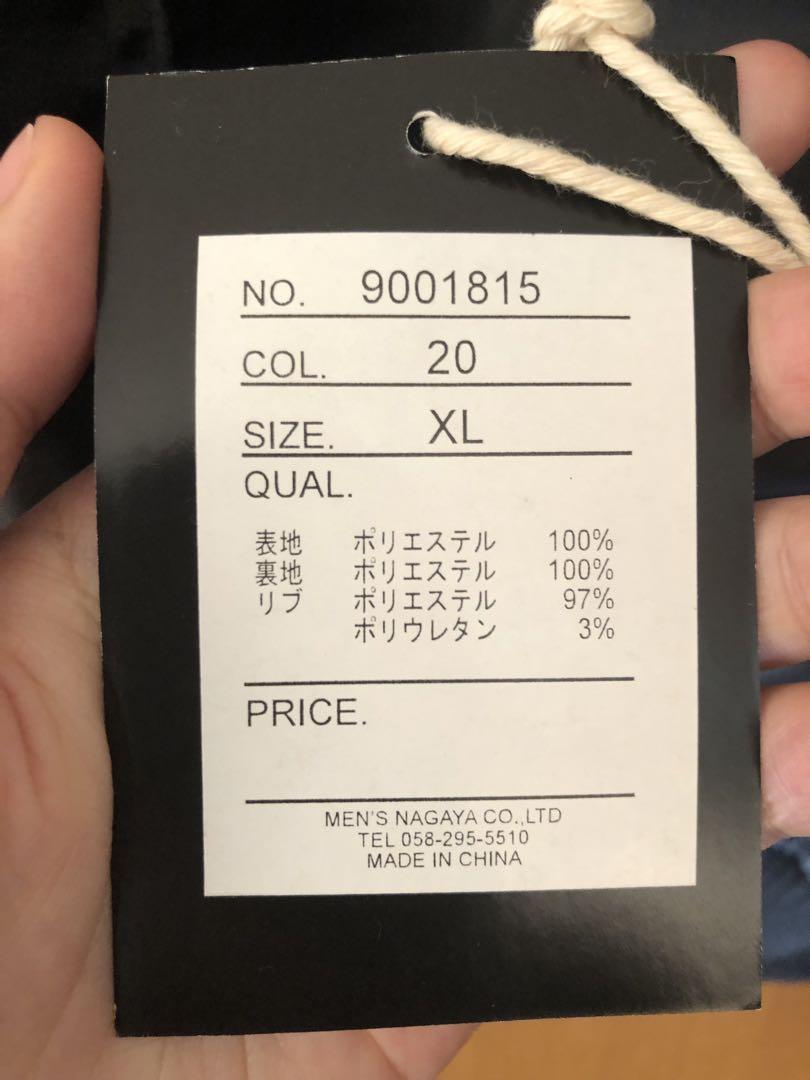 NO. 9001815
COL. 20
SIZE. XL
QUAL.
表地 ポリエステル 100%
裏地 ポリエステル 100%
リブ ポリエステル 97%
ポリウレタン 3%
PRICE.
MEN'S NAGAYA CO.,LTD
TEL 058-295-5510
MADE IN CHINA